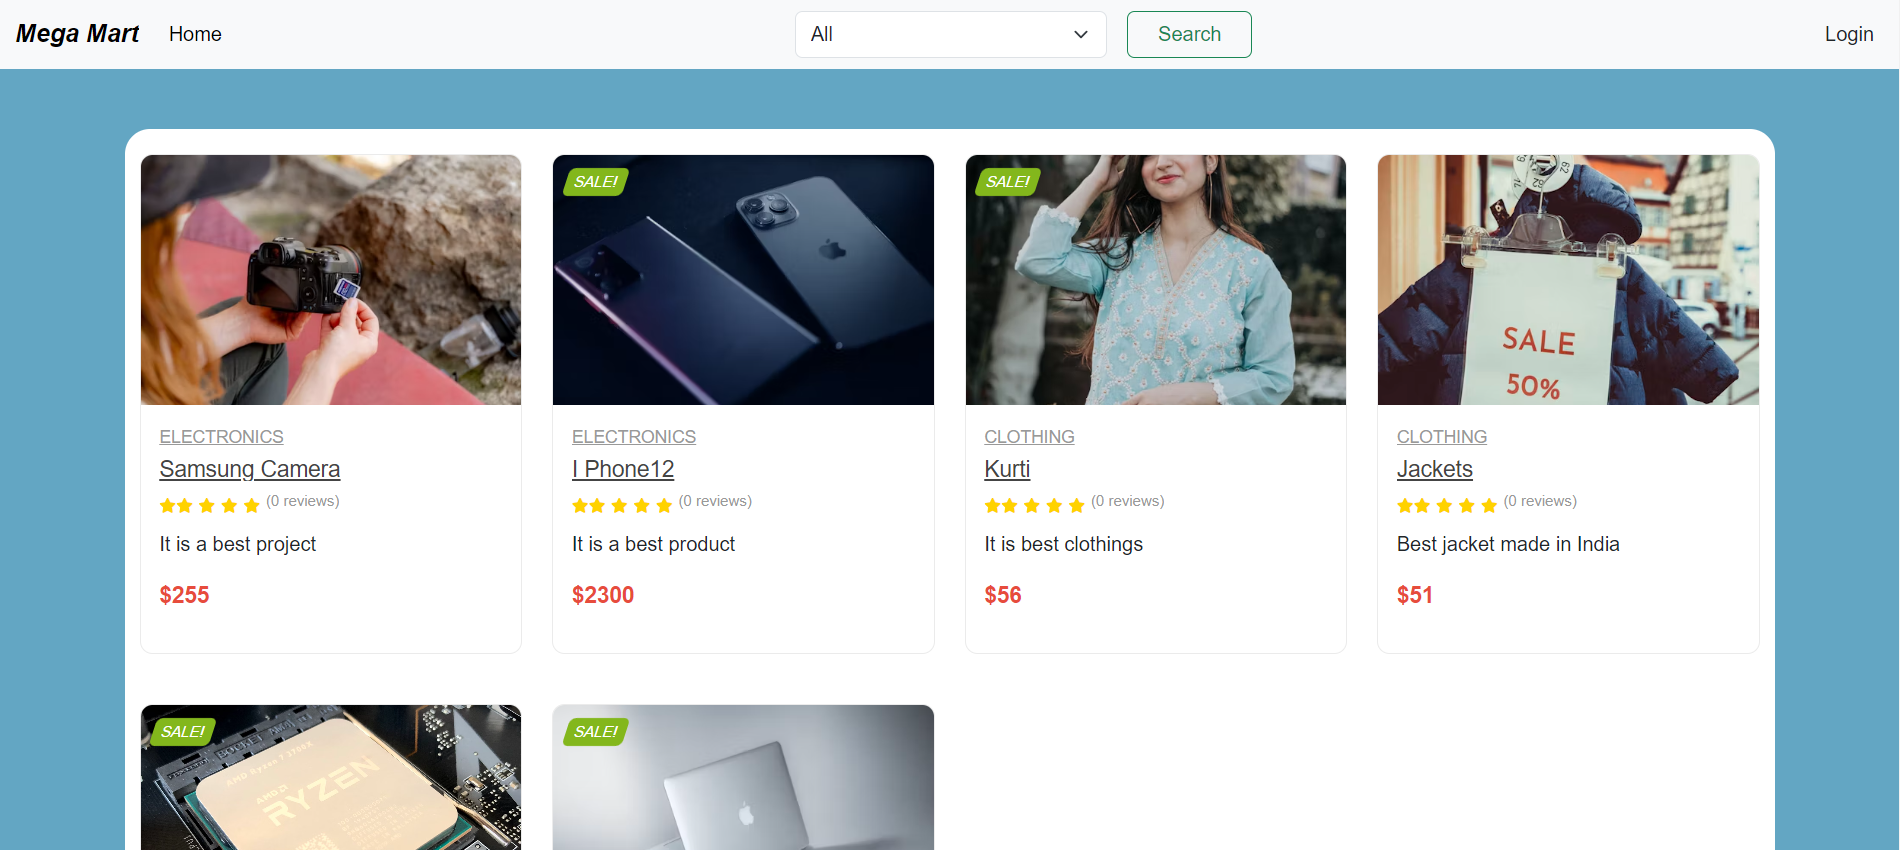 Mega Mart Home All Search Login
SALE! SALE!
SALE
50%
ELECTRONICS ELECTRONICS CLOTHING CLOTHING
Samsung Camera I Phone12 Kurti Jackets
(0 reviews) (0 reviews) (0 reviews) (0 reviews)
It is a best project It is a best product It is best clothings Best jacket made in India
$255 $2300 $56 $51
SALE! SALE!
AMD
RYZEN